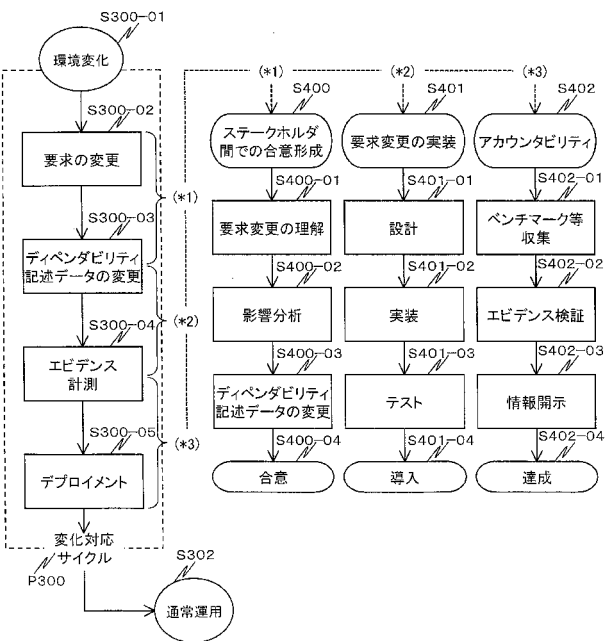 S300-01
環境変化
S300-02
要求の変更
(*1)
S300-03
ディペンダビリティ
記述データの変更
(*2)
S300-04
エビデンス
計測
(*3)
S300-05
デプロイメント
変化対応
サイクル
P300
S302
通常運用
(*1)
S400
ステークホルダ
間での合意形成
S400-01
要求変更の理解
S400-02
影響分析
S400-03
ディペンダビリティ
記述データの変更
S400-04
合意
(*2)
S401
要求変更の実装
S401-01
設計
S401-02
実装
S401-03
テスト
S401-04
導入
(*3)
S402
アカウンタビリティ
S402-01
ベンチマーク等
収集
S402-02
エビデンス検証
S402-03
情報開示
S402-04
達成